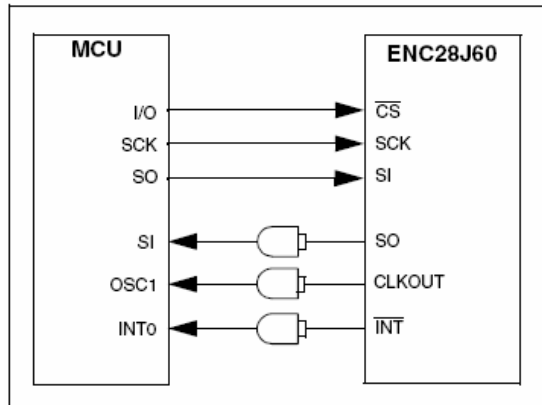 MCU
ENC28J60
I/O
CS
SCK
SCK
SO
SI
SI
SO
OSC1
CLKOUT
INT0
INT